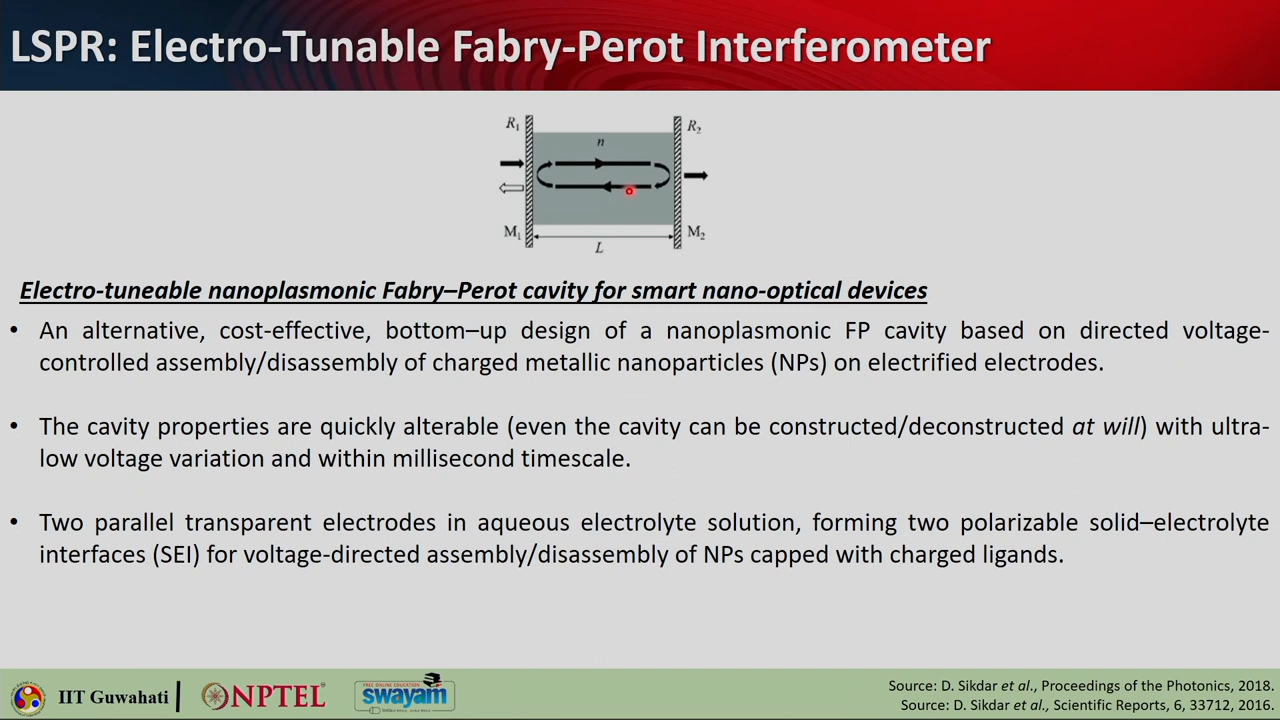 LSPR: Electro-Tunable Fabry-Perot Interferometer
R1
R2
n
M1
M2
L
Electro-tuneable nanoplasmonic Fabry–Perot cavity for smart nano-optical devices
• An alternative, cost-effective, bottom–up design of a nanoplasmonic FP cavity based on directed voltage-
controlled assembly/disassembly of charged metallic nanoparticles (NPs) on electrified electrodes.
• The cavity properties are quickly alterable (even the cavity can be constructed/deconstructed at will) with ultra-
low voltage variation and within millisecond timescale.
• Two parallel transparent electrodes in aqueous electrolyte solution, forming two polarizable solid–electrolyte
interfaces (SEI) for voltage-directed assembly/disassembly of NPs capped with charged ligands.
IIT Guwahati
NPTEL
FREE ONLINE EDUCATION
swayam
Source: D. Sikdar et al., Proceedings of the Photonics, 2018.
Source: D. Sikdar et al., Scientific Reports, 6, 33712, 2016.